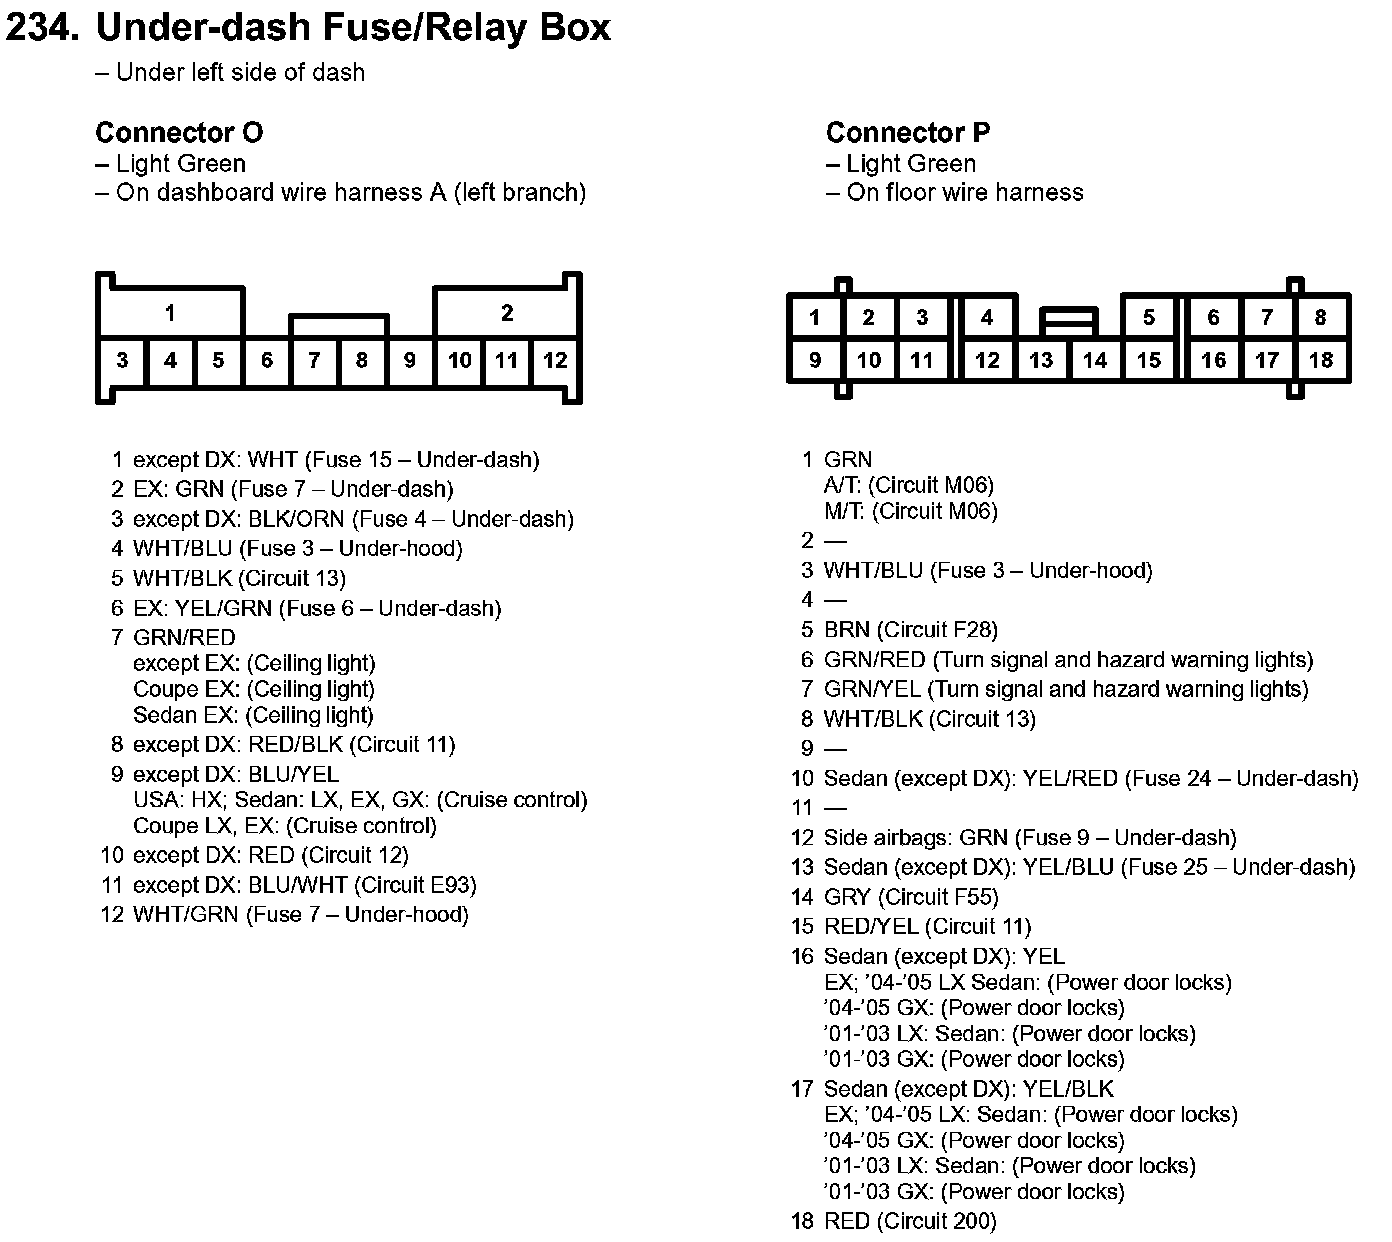 234. Under-dash Fuse/Relay Box
– Under left side of dash
Connector O
– Light Green
– On dashboard wire harness A (left branch)
1 2
3 4 5 6 7 8 9 10 11 12
1 except DX: WHT (Fuse 15 – Under-dash)
2 EX: GRN (Fuse 7 – Under-dash)
3 except DX: BLK/ORN (Fuse 4 – Under-dash)
4 WHT/BLU (Fuse 3 – Under-hood)
5 WHT/BLK (Circuit 13)
6 EX: YEL/GRN (Fuse 6 – Under-dash)
7 GRN/RED
except EX: (Ceiling light)
Coupe EX: (Ceiling light)
Sedan EX: (Ceiling light)
8 except DX: RED/BLK (Circuit 11)
9 except DX: BLU/YEL
USA: HX; Sedan: LX, EX, GX: (Cruise control)
Coupe LX, EX: (Cruise control)
10 except DX: RED (Circuit 12)
11 except DX: BLU/WHT (Circuit E93)
12 WHT/GRN (Fuse 7 – Under-hood)
Connector P
– Light Green
– On floor wire harness
1 2 3 4 5 6 7 8
9 10 11 12 13 14 15 16 17 18
1 GRN
A/T: (Circuit M06)
M/T: (Circuit M06)
2 —
3 WHT/BLU (Fuse 3 – Under-hood)
4 —
5 BRN (Circuit F28)
6 GRN/RED (Turn signal and hazard warning lights)
7 GRN/YEL (Turn signal and hazard warning lights)
8 WHT/BLK (Circuit 13)
9 —
10 Sedan (except DX): YEL/RED (Fuse 24 – Under-dash)
11 —
12 Side airbags: GRN (Fuse 9 – Under-dash)
13 Sedan (except DX): YEL/BLU (Fuse 25 – Under-dash)
14 GRY (Circuit F55)
15 RED/YEL (Circuit 11)
16 Sedan (except DX): YEL
EX; ’04-’05 LX Sedan: (Power door locks)
’04-’05 GX: (Power door locks)
’01-’03 LX: Sedan: (Power door locks)
’01-’03 GX: (Power door locks)
17 Sedan (except DX): YEL/BLK
EX; ’04-’05 LX: Sedan: (Power door locks)
’04-’05 GX: (Power door locks)
’01-’03 LX: Sedan: (Power door locks)
’01-’03 GX: (Power door locks)
18 RED (Circuit 200)